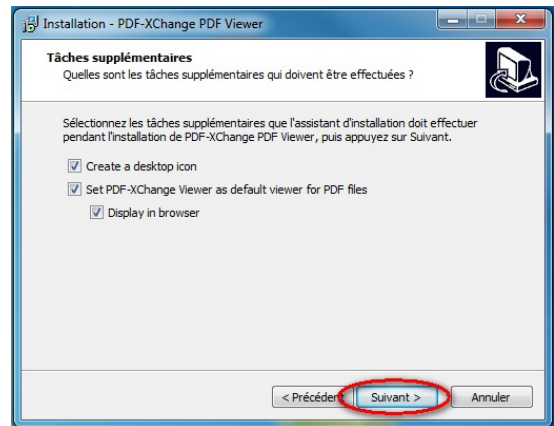 Installation - PDF-XChange PDF Viewer
Tâches supplémentaires
Quelles sont les tâches supplémentaires qui doivent être effectuées ?
Sélectionnez les tâches supplémentaires que l'assistant d'installation doit effectuer
pendant l'installation de PDF-XChange PDF Viewer, puis appuyez sur Suivant.
Create a desktop icon
Set PDF-XChange Viewer as default viewer for PDF files
Display in browser
< Précédent
Suivant >
Annuler